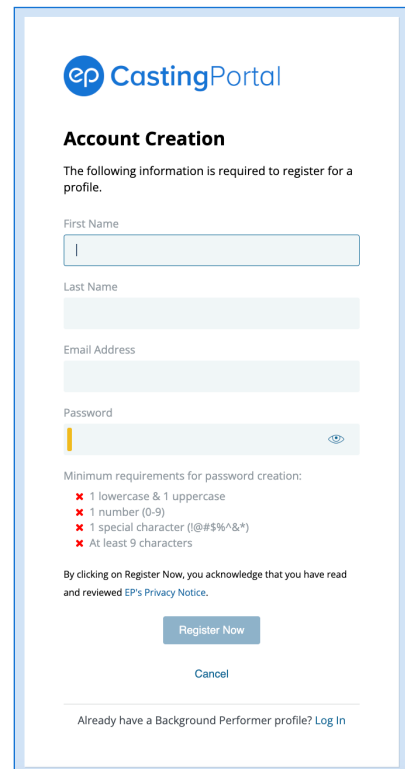 ep CastingPortal
Account Creation
The following information is required to register for a
profile.
First Name
Last Name
Email Address
Password
Minimum requirements for password creation:
✖ 1 lowercase & 1 uppercase
✖ 1 number (0-9)
✖ 1 special character (!@#$%^&*)
✖ At least 9 characters
By clicking on Register Now, you acknowledge that you have read
and reviewed EP's Privacy Notice.
Register Now
Cancel
Already have a Background Performer profile? Log In